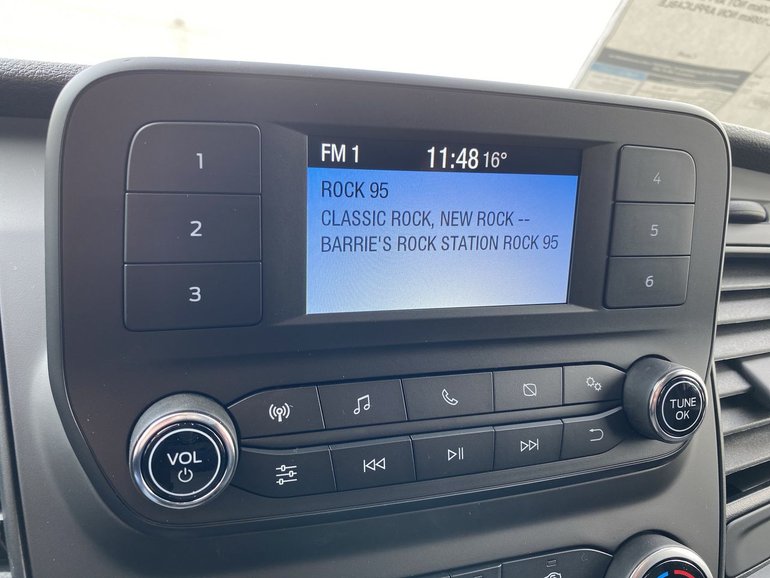 FM 1 11:48 16°
ROCK 95
CLASSIC ROCK, NEW ROCK --
BARRIE'S ROCK STATION ROCK 95
1
2
3
4
5
6
VOL
TUNE
OK